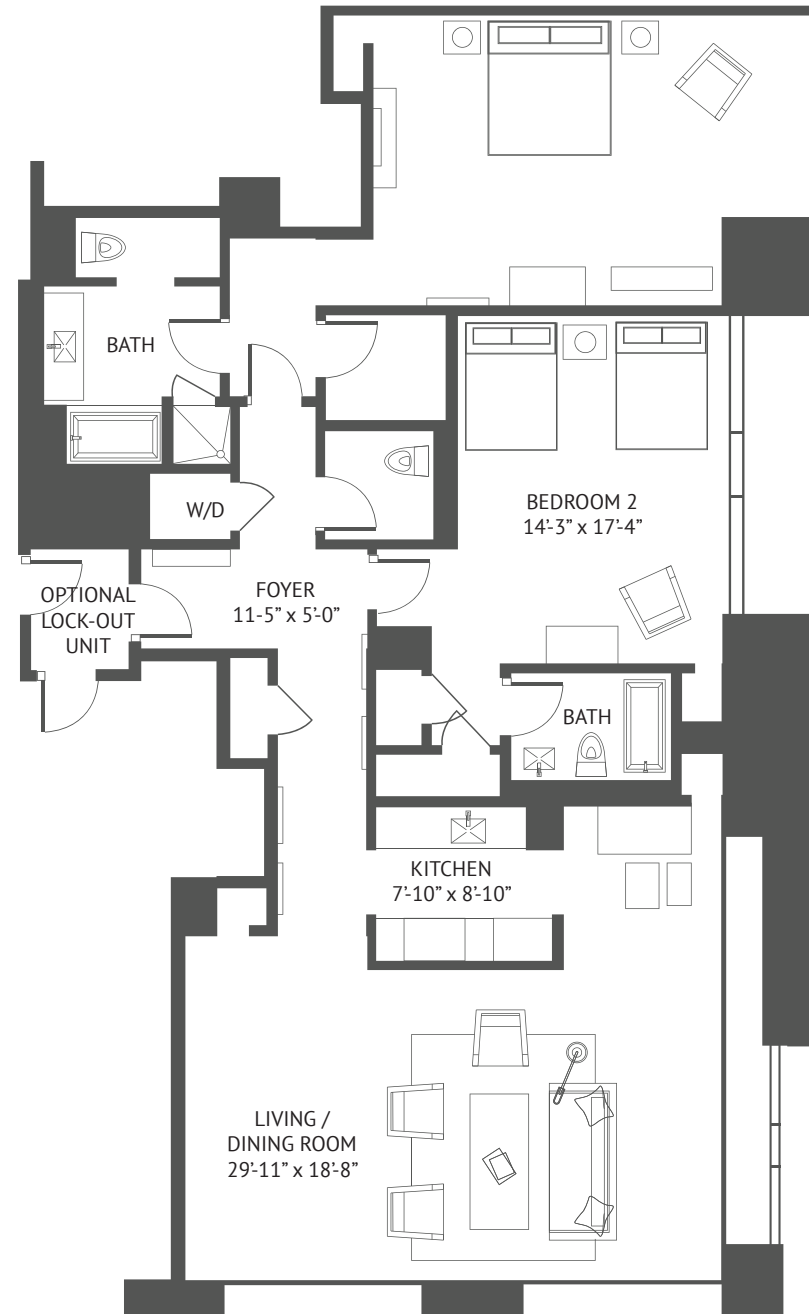 BATH
W/D
BEDROOM 2
14'-3” x 17'-4”
OPTIONAL
LOCK-OUT
UNIT
FOYER
11-5” x 5'-0”
BATH
KITCHEN
7'-10” x 8'-10”
LIVING /
DINING ROOM
29'-11” x 18'-8”